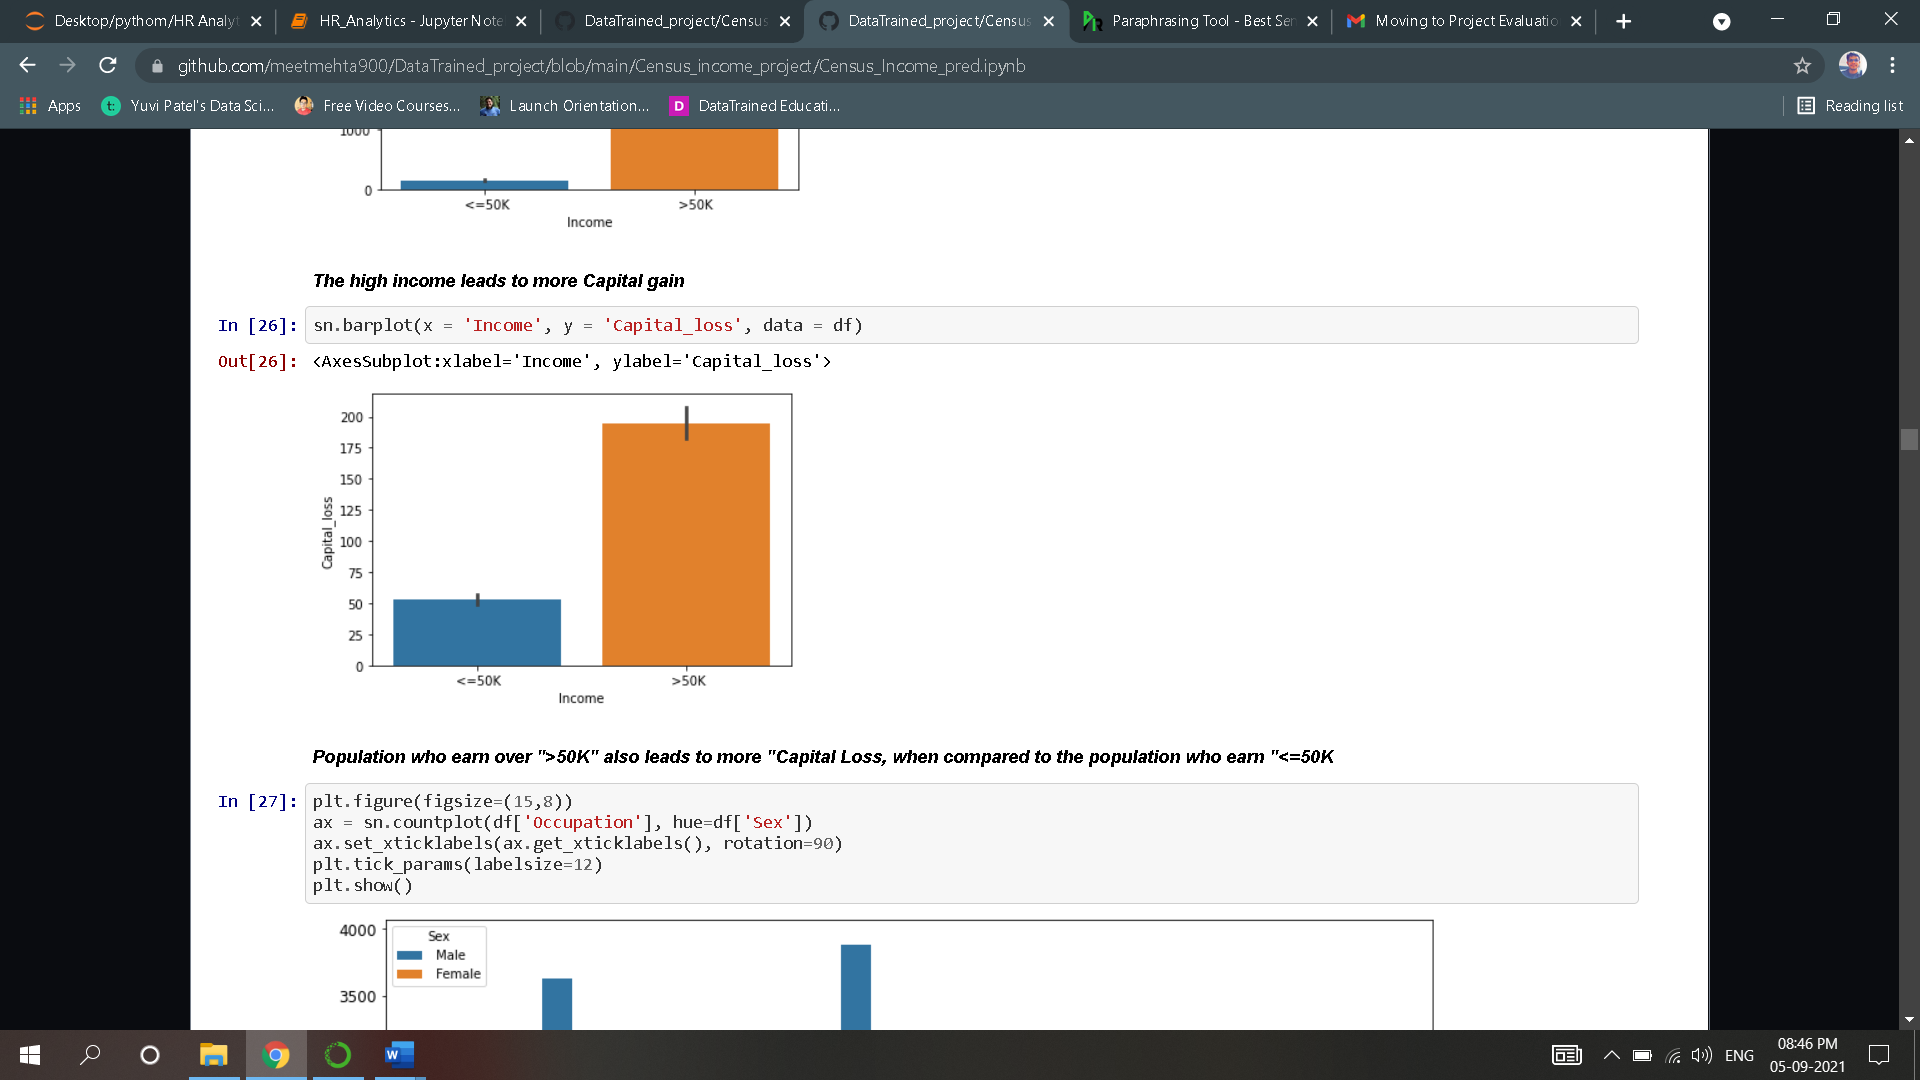 Desktop/pythom/HR Analyt
HR_Analytics - Jupyter Note
DataTrained_project/Census
DataTrained_project/Census
Paraphrasing Tool - Best Sen
Moving to Project Evaluatio
github.com/meetmehta900/DataTrained_project/blob/main/Census_income_project/Census_Income_pred.ipynb
Apps
Yuvi Patel's Data Sci...
Free Video Courses...
Launch Orientation...
D
DataTrained Educati...
Reading list
1000
0
<=50K >50K
Income
The high income leads to more Capital gain
In [26]: sn.barplot(x = 'Income', y = 'Capital_loss', data = df)
Out[26]: <AxesSubplot:xlabel='Income', ylabel='Capital_loss'>
200
175
150
125
100
75
50
25
0
Capital_loss
<=50K >50K
Income
Population who earn over ">50K" also leads to more "Capital Loss, when compared to the population who earn "<=50K
In [27]: plt.figure(figsize=(15,8))
ax = sn.countplot(df['Occupation'], hue=df['Sex'])
ax.set_xticklabels(ax.get_xticklabels(), rotation=90)
plt.tick_params(labelsize=12)
plt.show()
4000
3500
Sex
Male
Female
W
ENG
08:46 PM
05-09-2021